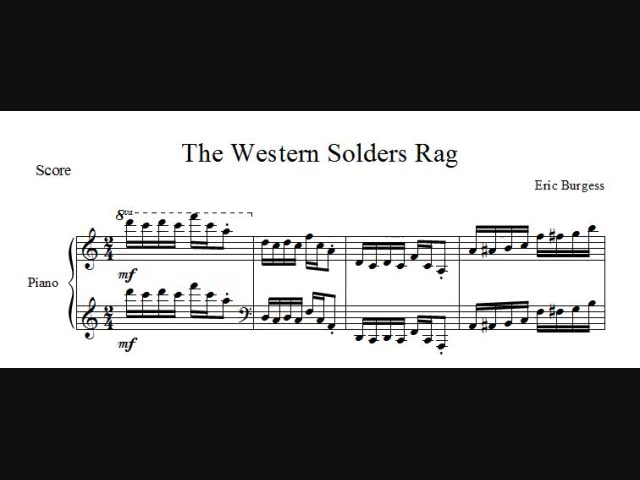 The Western Solders Rag
Score
Eric Burgess
8va
Piano
mf
mf